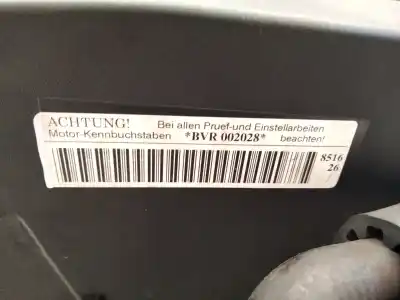 ACHTUNG! Bei allen Pruef-und Einstellarbeiten
Motor-Kennbuchstaben *BVR 002028* beachten!
8516
26